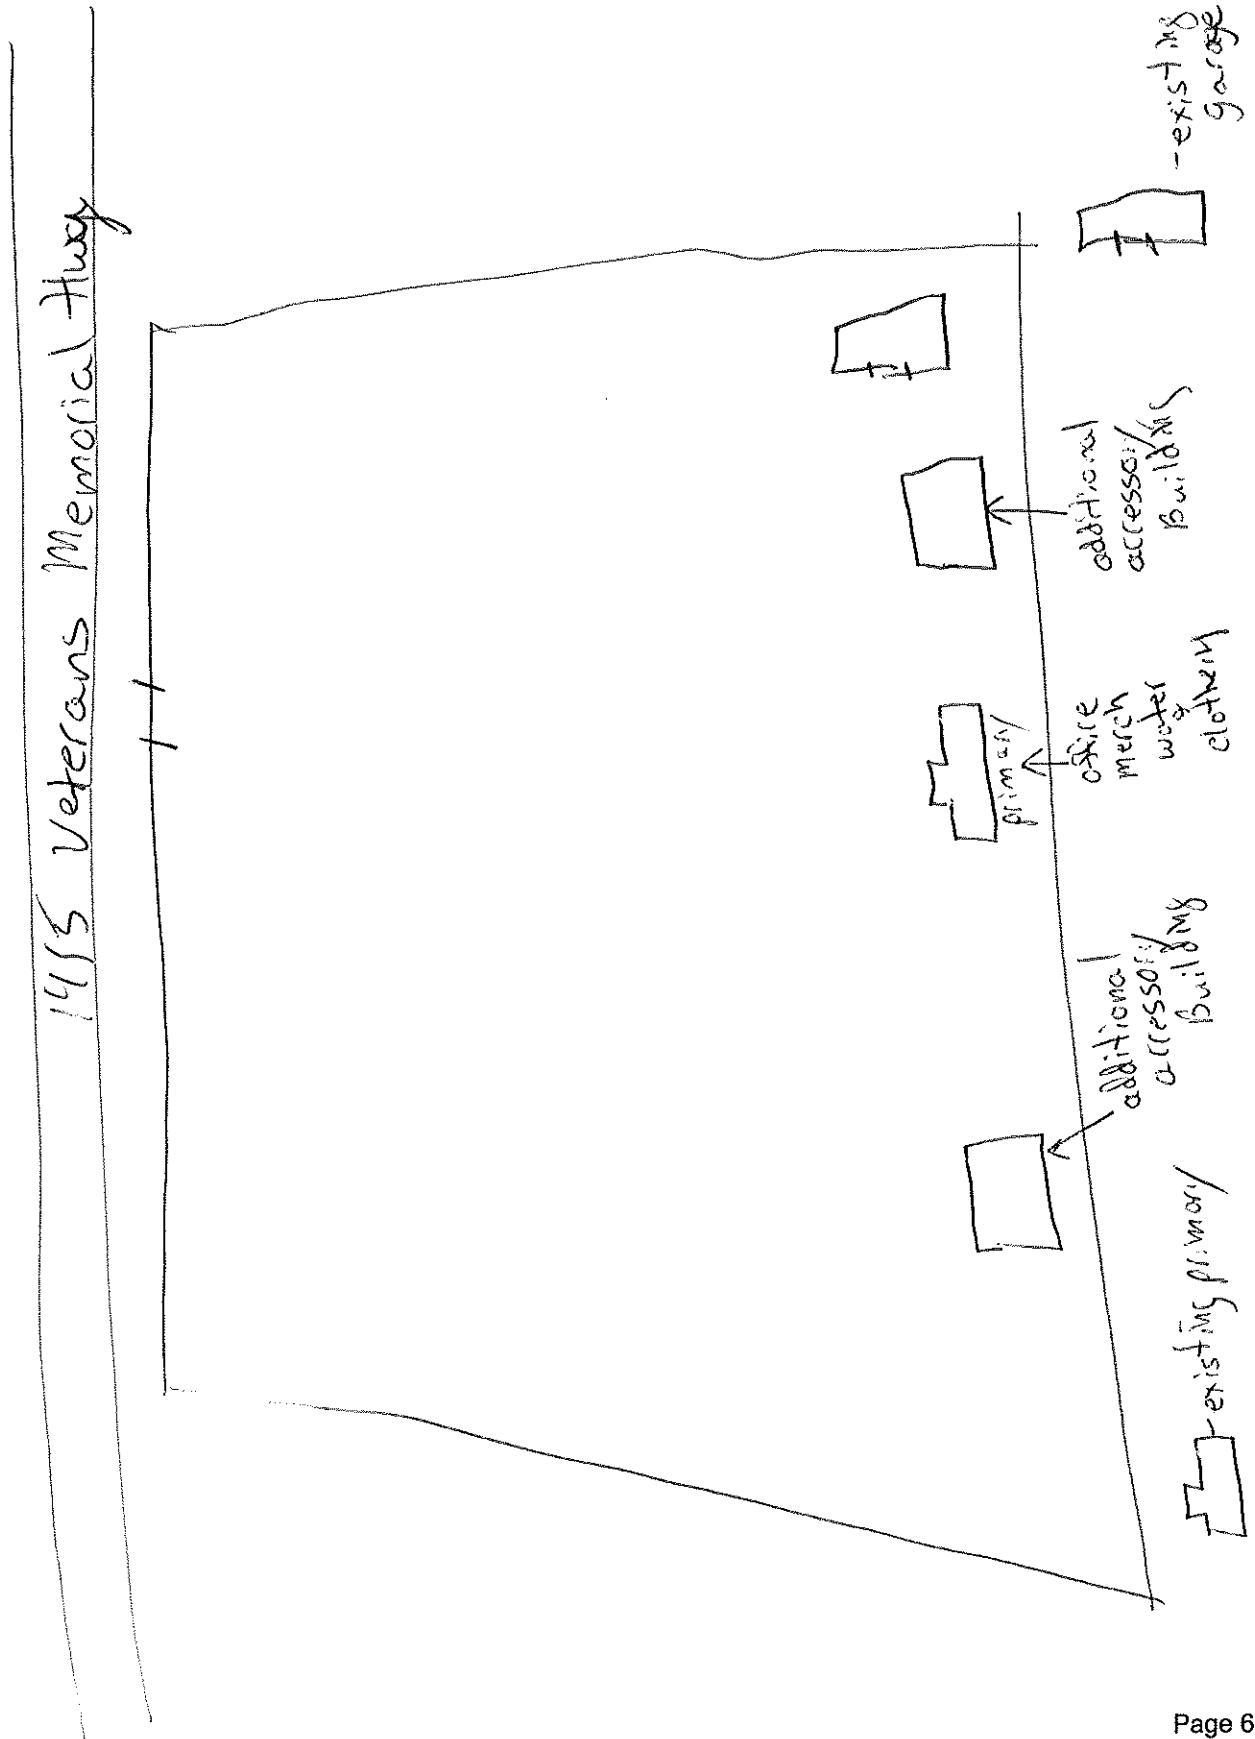 1415 Veterans Memorial Hwy
-existing
garage
additional
accessory
Building
primary
office
merch
water
&
clothing
additional
accessory
Building
-existing primary
Page 6